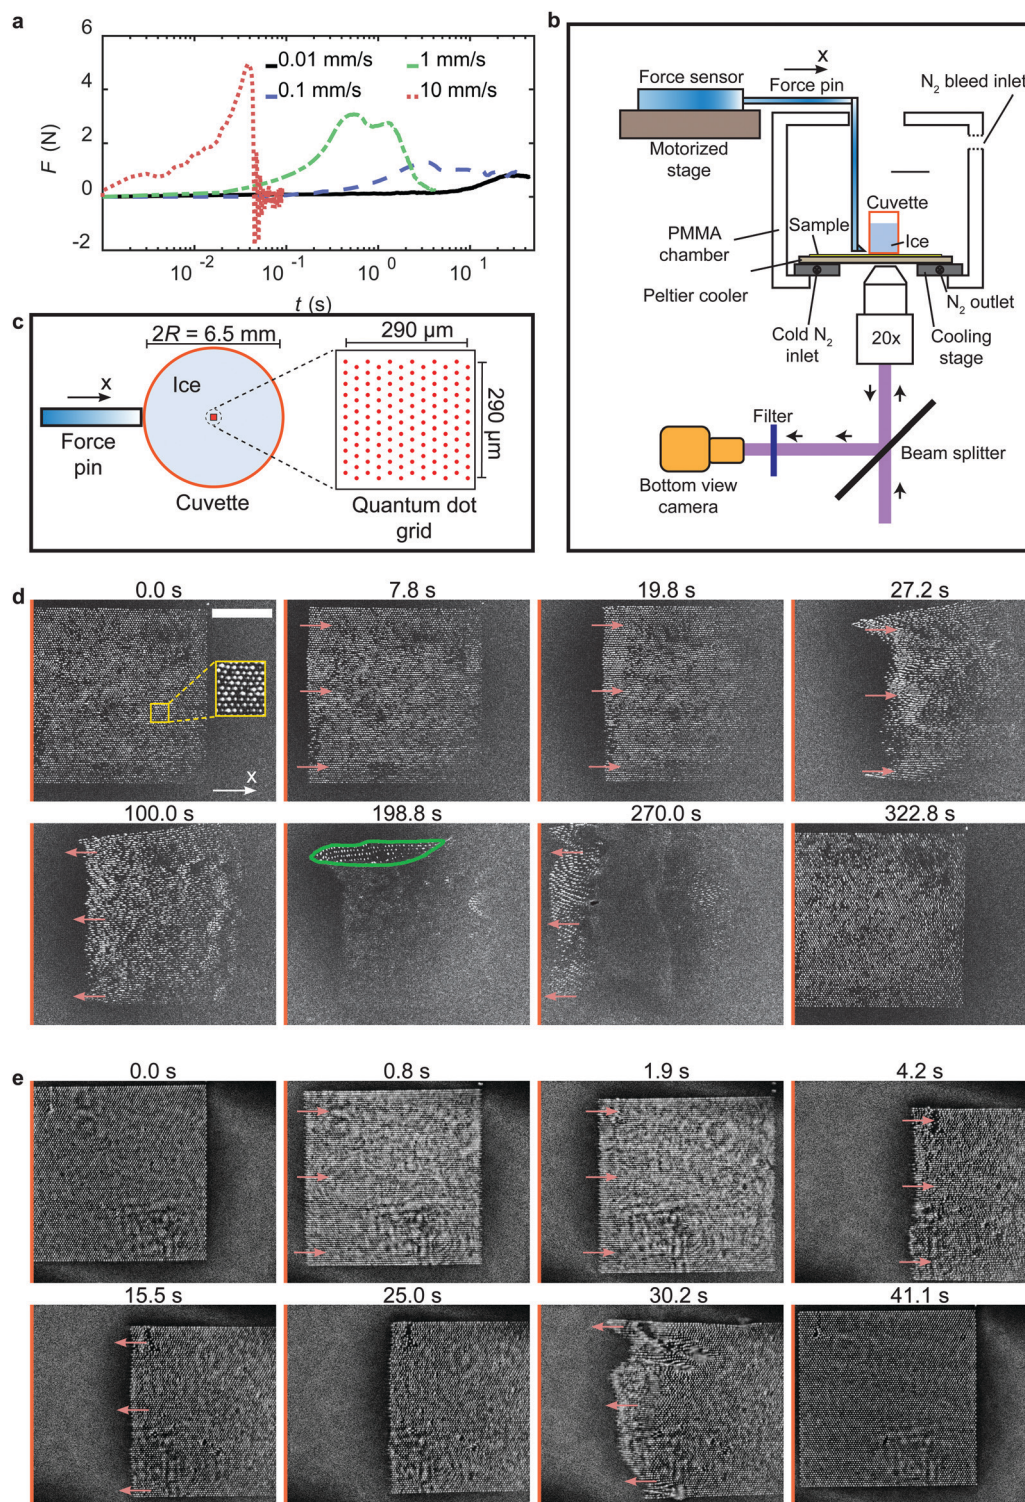 a
6
4
2
0
-2
F (N)
0.01 mm/s
0.1 mm/s
1 mm/s
10 mm/s
10⁻²
10⁻¹
10⁰
10¹
t (s)
b
x
Force sensor
Force pin
N₂ bleed inlet
Motorized
stage
Cuvette
Sample
Ice
PMMA
chamber
Peltier cooler
N₂ outlet
Cold N₂
inlet
20x
Cooling
stage
Filter
Beam splitter
Bottom view
camera
c
2R = 6.5 mm
290 µm
x
Ice
290 µm
Force
pin
Cuvette
Quantum dot
grid
d
0.0 s
7.8 s
19.8 s
27.2 s
x
100.0 s
198.8 s
270.0 s
322.8 s
e
0.0 s
0.8 s
1.9 s
4.2 s
15.5 s
25.0 s
30.2 s
41.1 s